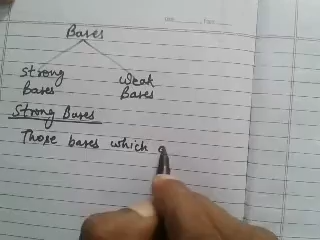 Bases
Strong Weak
Bases Bases
Strong Bases
Those bases which